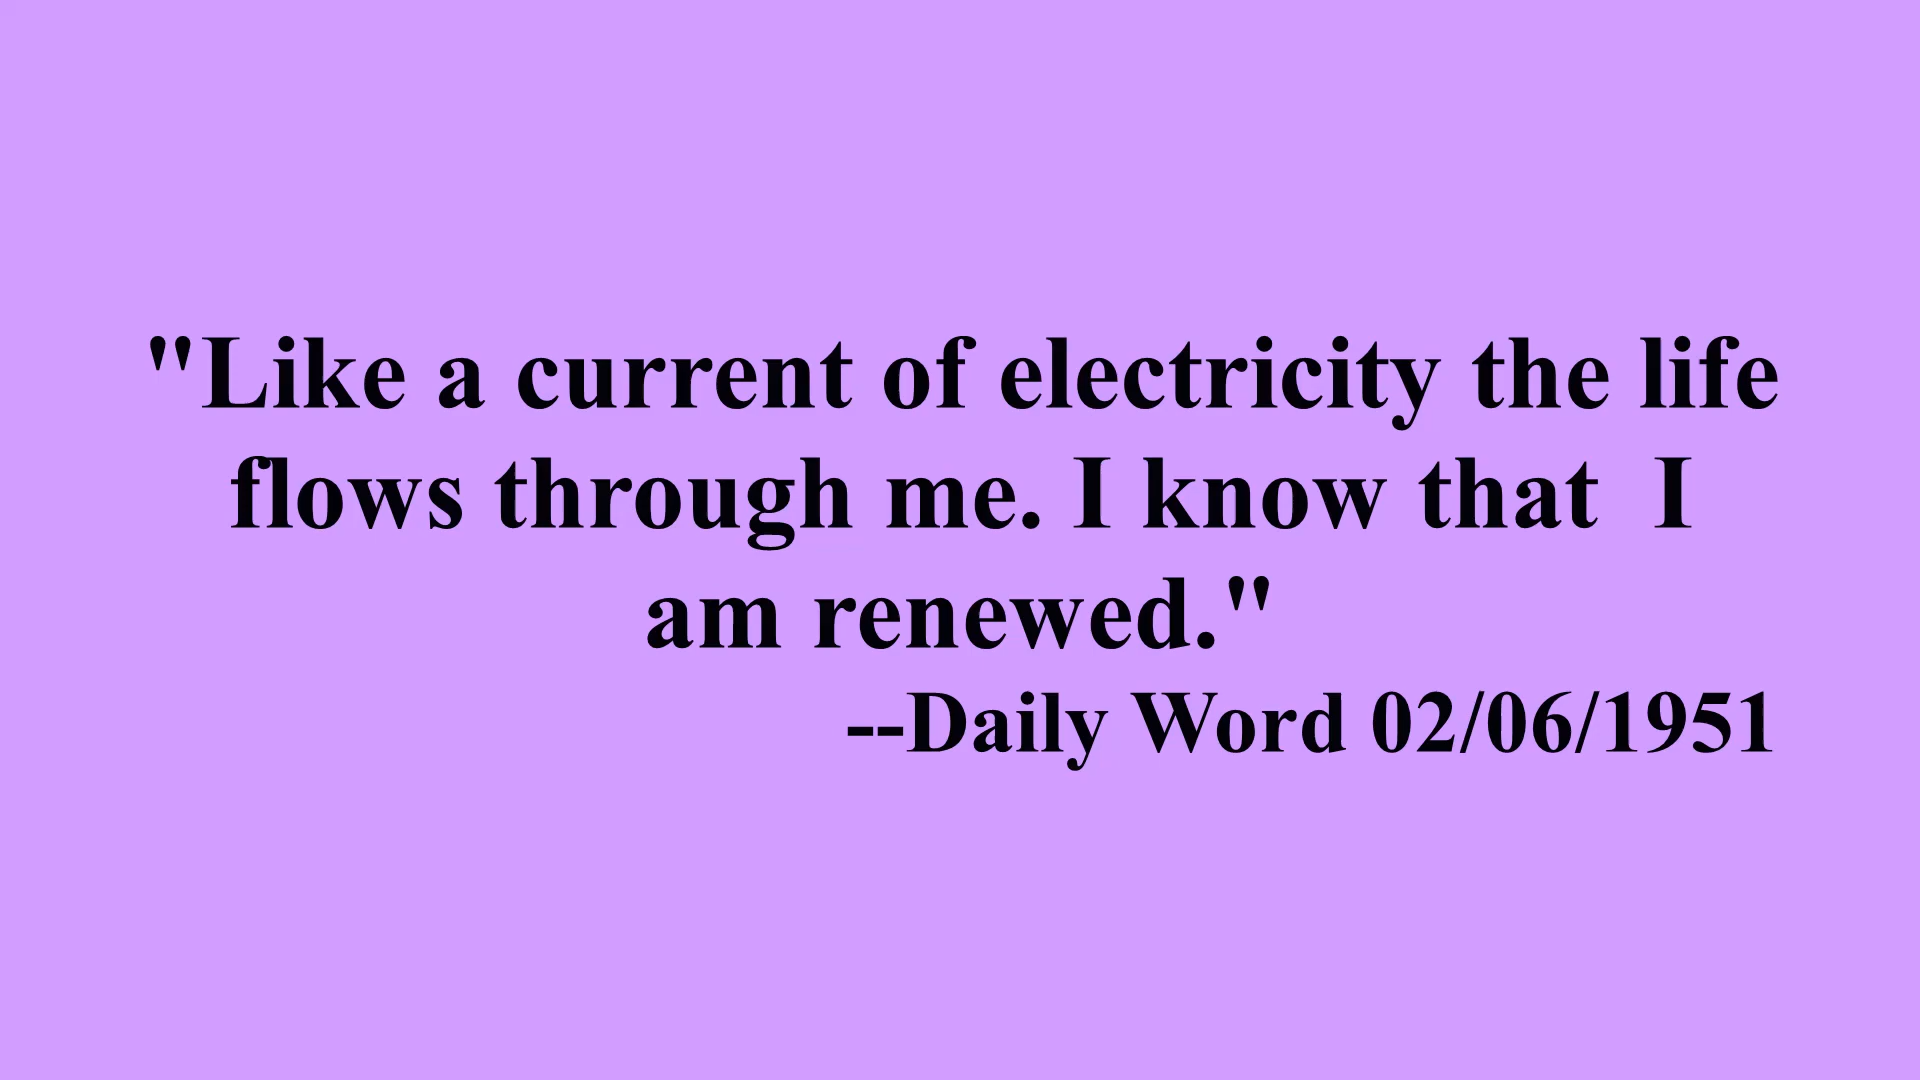 "Like a current of electricity the life
flows through me. I know that  I
am renewed."
--Daily Word 02/06/1951